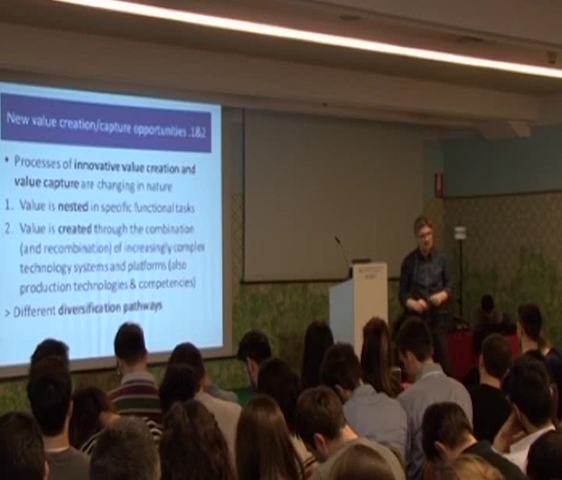 New value creation/capture opportunities .1&2
• Processes of innovative value creation and
value capture are changing in nature
1. Value is nested in specific functional tasks
2. Value is created through the combination
(and recombination) of increasingly complex
technology systems and platforms (also
production technologies & competencies)
> Different diversification pathways